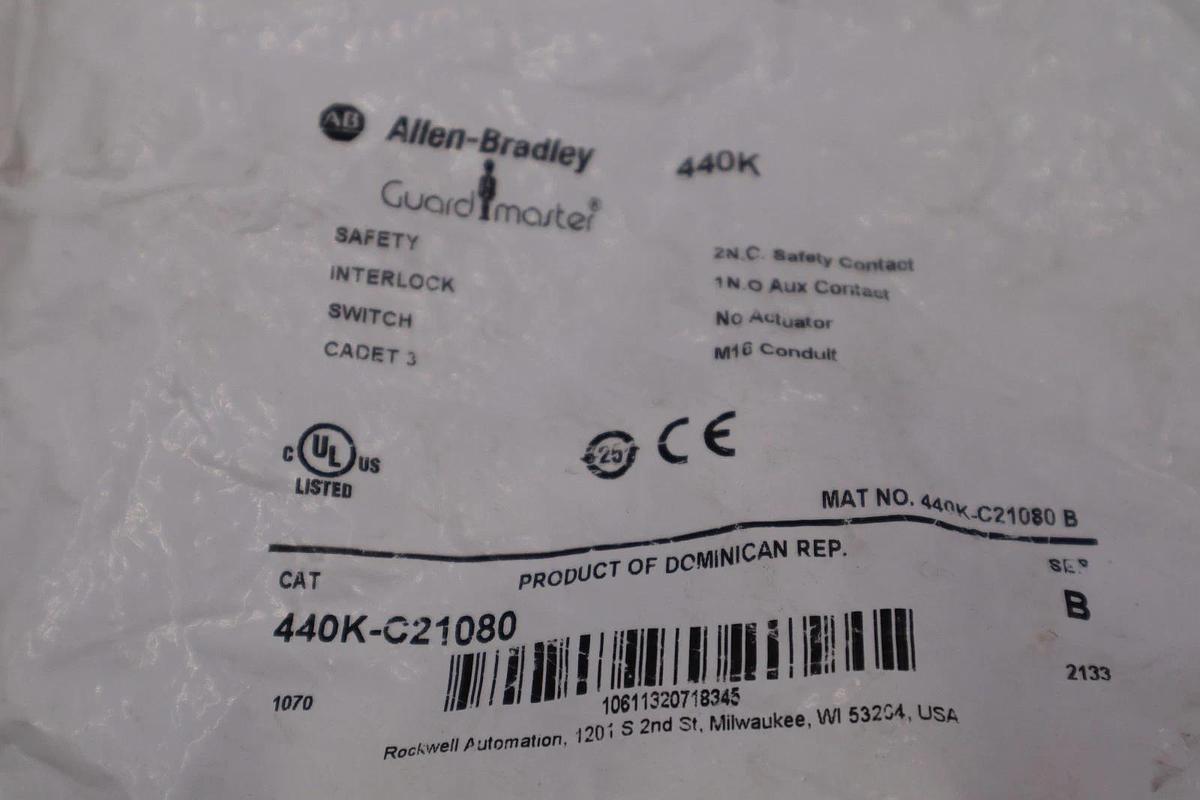 AB Allen-Bradley
Guardmaster®
440K
SAFETY
INTERLOCK
SWITCH
CADET 3
2N.C. Safety Contact
1N.O Aux Contact
No Actuator
M16 Conduit
C UL US
LISTED
25
CE
MAT NO. 440K-C21080 B
CAT
PRODUCT OF DOMINICAN REP.
SER
440K-C21080
B
1070
10611320718345
2133
Rockwell Automation, 1201 S 2nd St, Milwaukee, WI 53204, USA